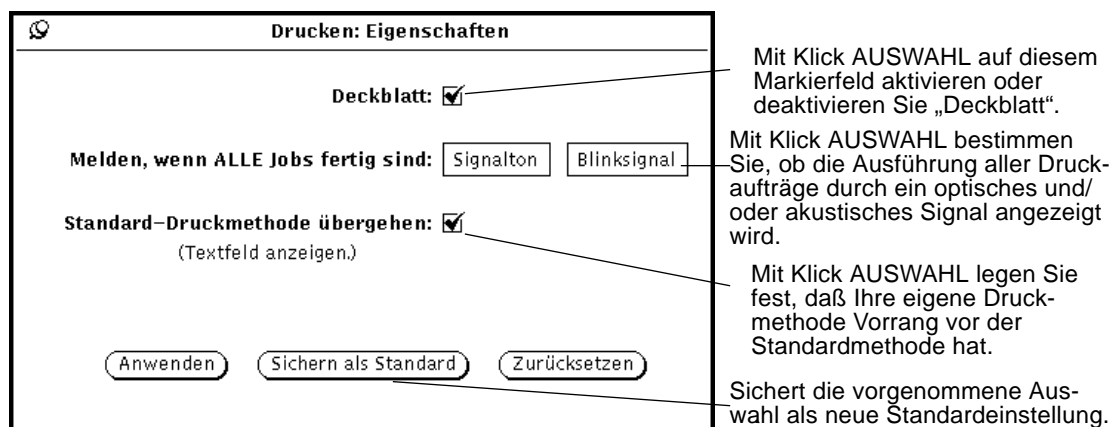 Drucken: Eigenschaften
Deckblatt:
Melden, wenn ALLE Jobs fertig sind: Signalton Blinksignal
Standard–Druckmethode übergehen:
(Textfeld anzeigen.)
Anwenden Sichern als Standard Zurücksetzen
Mit Klick AUSWAHL auf diesem
Markierfeld aktivieren oder
deaktivieren Sie „Deckblatt“.
Mit Klick AUSWAHL bestimmen
Sie, ob die Ausführung aller Druck-
aufträge durch ein optisches und/
oder akustisches Signal angezeigt
wird.
Mit Klick AUSWAHL legen Sie
fest, daß Ihre eigene Druck-
methode Vorrang vor der
Standardmethode hat.
Sichert die vorgenommene Aus-
wahl als neue Standardeinstellung.